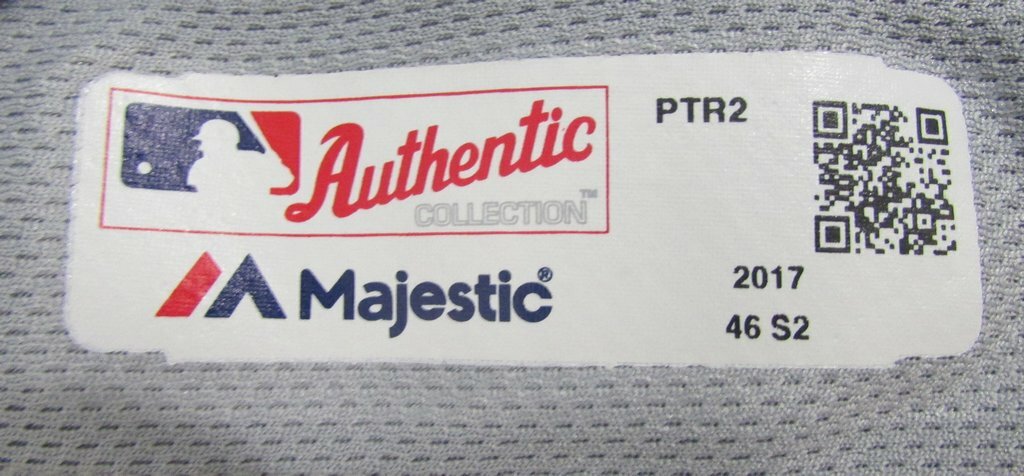 Authentic
COLLECTION™
Majestic®
PTR2
2017
46 S2